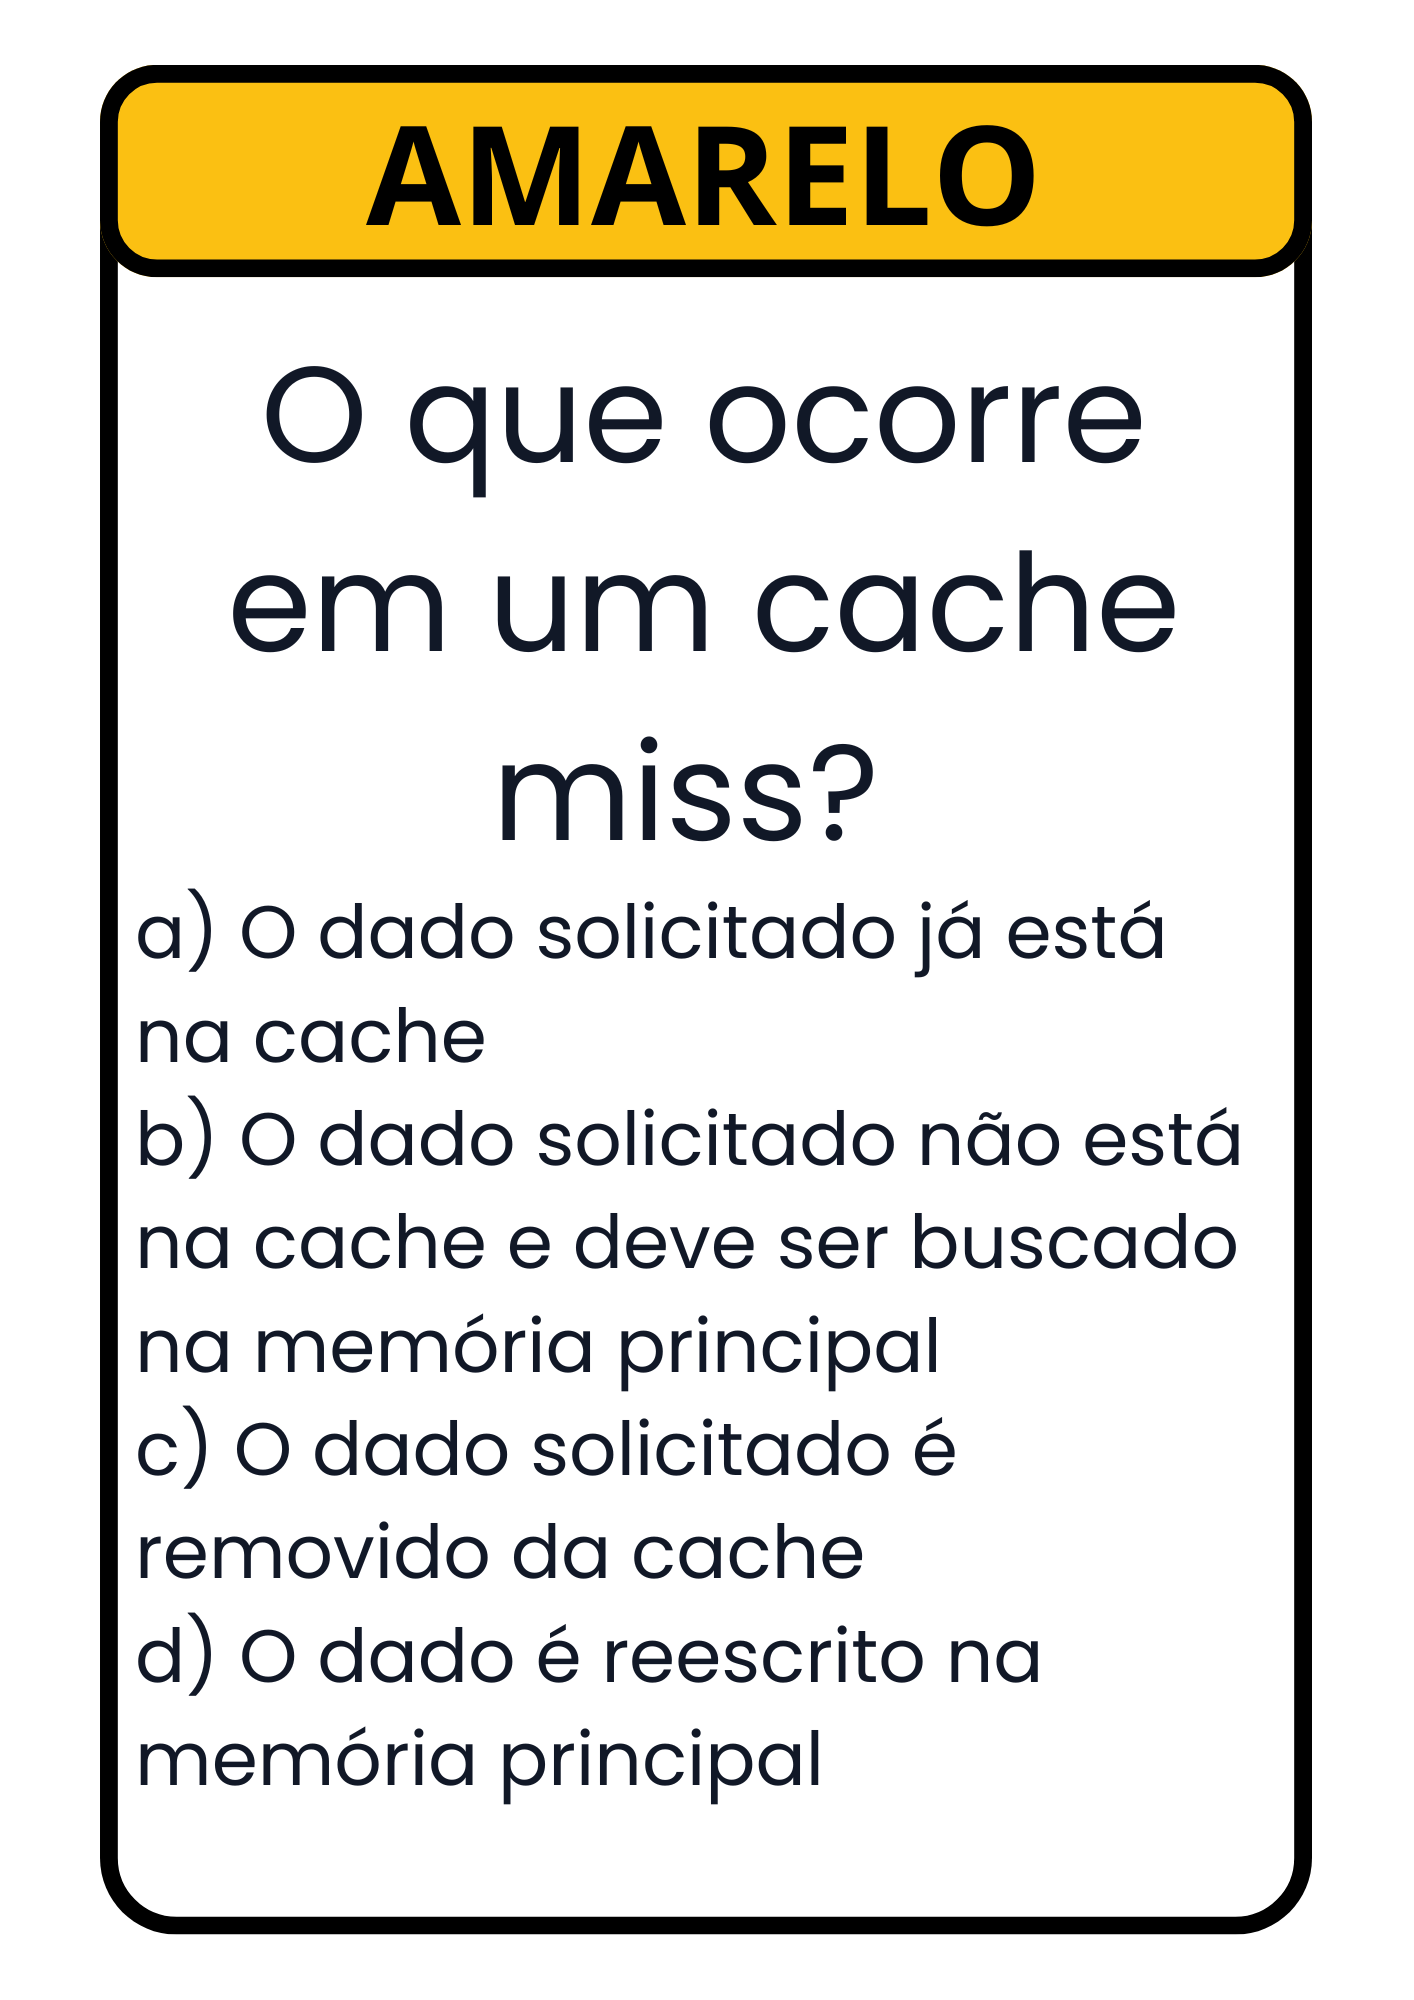 AMARELO
O que ocorre
em um cache
miss?
a) O dado solicitado já está
na cache
b) O dado solicitado não está
na cache e deve ser buscado
na memória principal
c) O dado solicitado é
removido da cache
d) O dado é reescrito na
memória principal